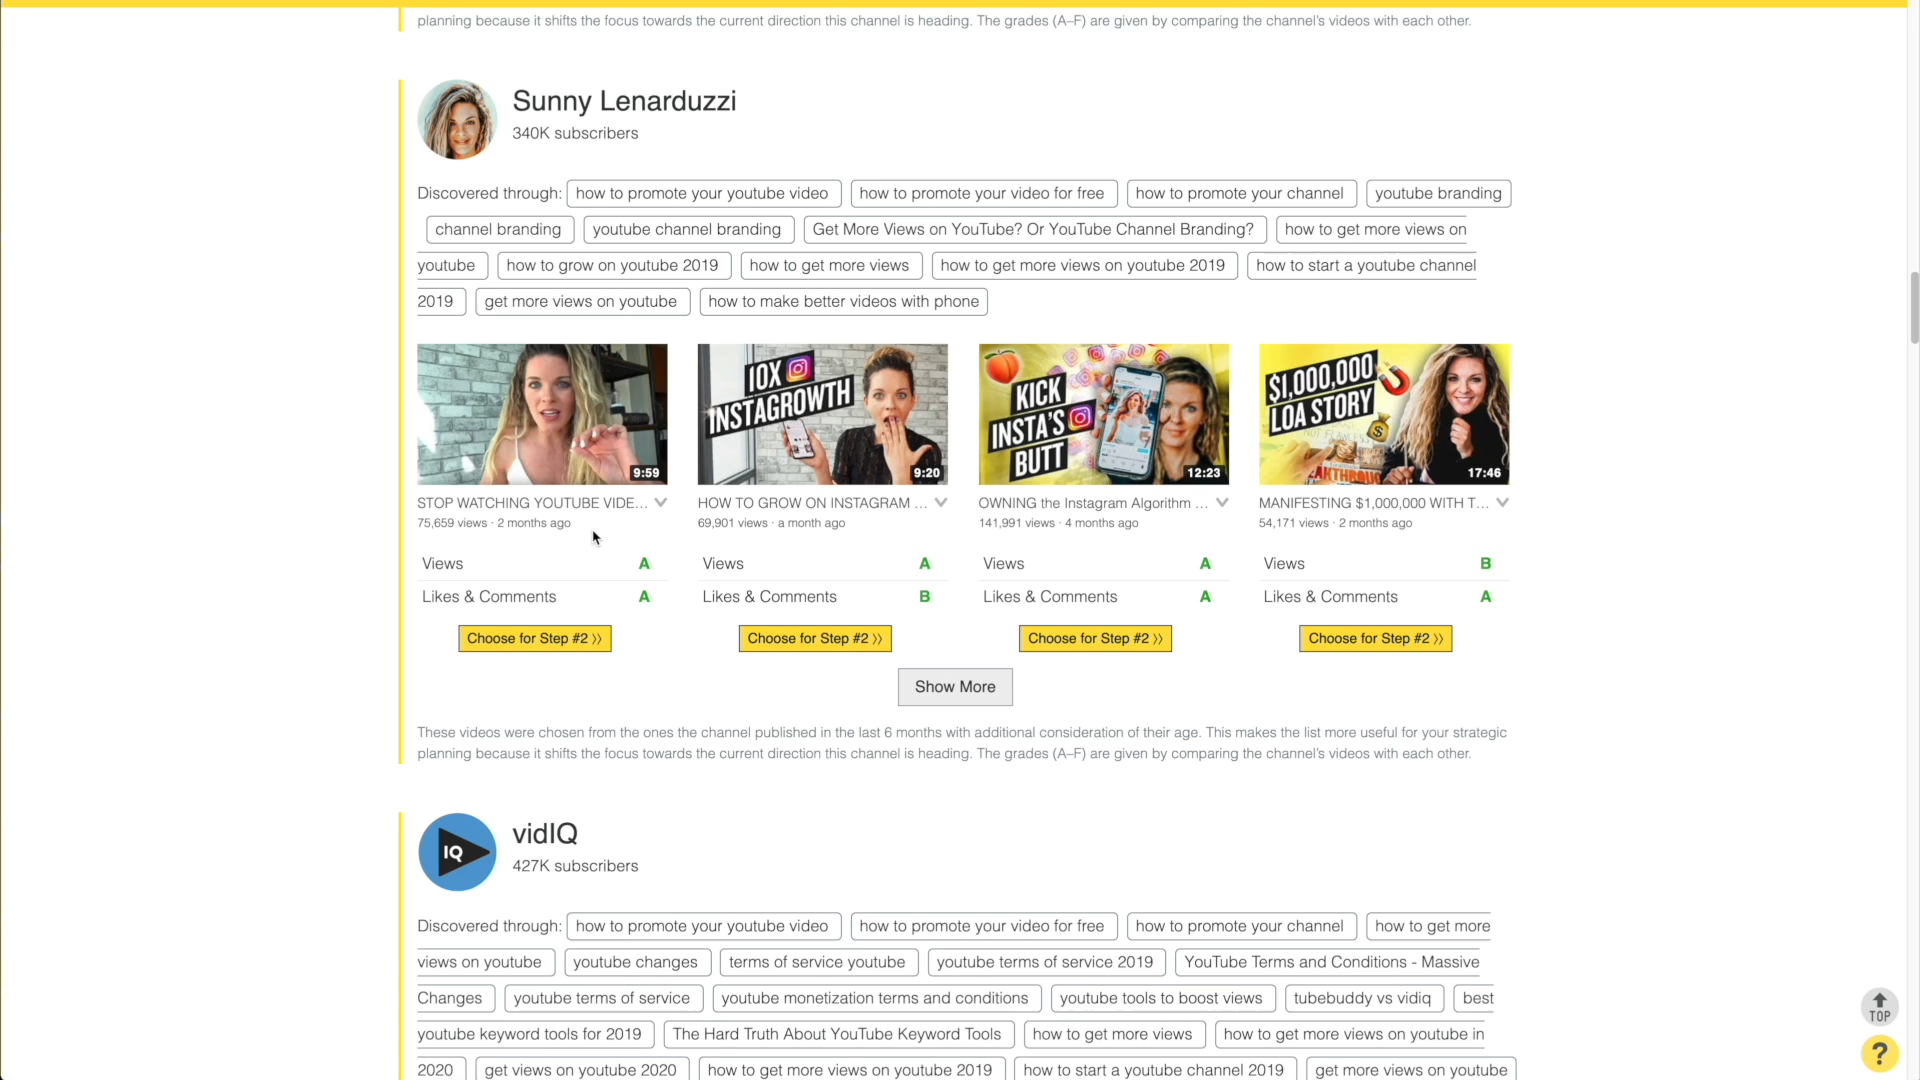 planning because it shifts the focus towards the current direction this channel is heading. The grades (A–F) are given by comparing the channel's videos with each other.
Sunny Lenarduzzi
340K subscribers
Discovered through: how to promote your youtube video how to promote your video for free how to promote your channel youtube branding
channel branding youtube channel branding Get More Views on YouTube? Or YouTube Channel Branding? how to get more views on
youtube how to grow on youtube 2019 how to get more views how to get more views on youtube 2019 how to start a youtube channel
2019 get more views on youtube how to make better videos with phone
9:59
10X
INSTAGROWTH
9:20
KICK
INSTA'S
BUTT
12:23
$1,000,000
LOA STORY
17:46
STOP WATCHING YOUTUBE VIDE... HOW TO GROW ON INSTAGRAM ... OWNING the Instagram Algorithm ... MANIFESTING $1,000,000 WITH T...
75,659 views · 2 months ago 69,901 views · a month ago 141,991 views · 4 months ago 54,171 views · 2 months ago
Views A Views A Views A Views B
Likes & Comments A Likes & Comments B Likes & Comments A Likes & Comments A
Choose for Step #2 》 Choose for Step #2 》 Choose for Step #2 》 Choose for Step #2 》
Show More
These videos were chosen from the ones the channel published in the last 6 months with additional consideration of their age. This makes the list more useful for your strategic
planning because it shifts the focus towards the current direction this channel is heading. The grades (A–F) are given by comparing the channel's videos with each other.
IQ
vidIQ
427K subscribers
Discovered through: how to promote your youtube video how to promote your video for free how to promote your channel how to get more
views on youtube youtube changes terms of service youtube youtube terms of service 2019 YouTube Terms and Conditions - Massive
Changes youtube terms of service youtube monetization terms and conditions youtube tools to boost views tubebuddy vs vidiq best
youtube keyword tools for 2019 The Hard Truth About YouTube Keyword Tools how to get more views how to get more views on youtube in
2020 get views on youtube 2020 how to get more views on youtube 2019 how to start a youtube channel 2019 get more views on youtube
TOP
?